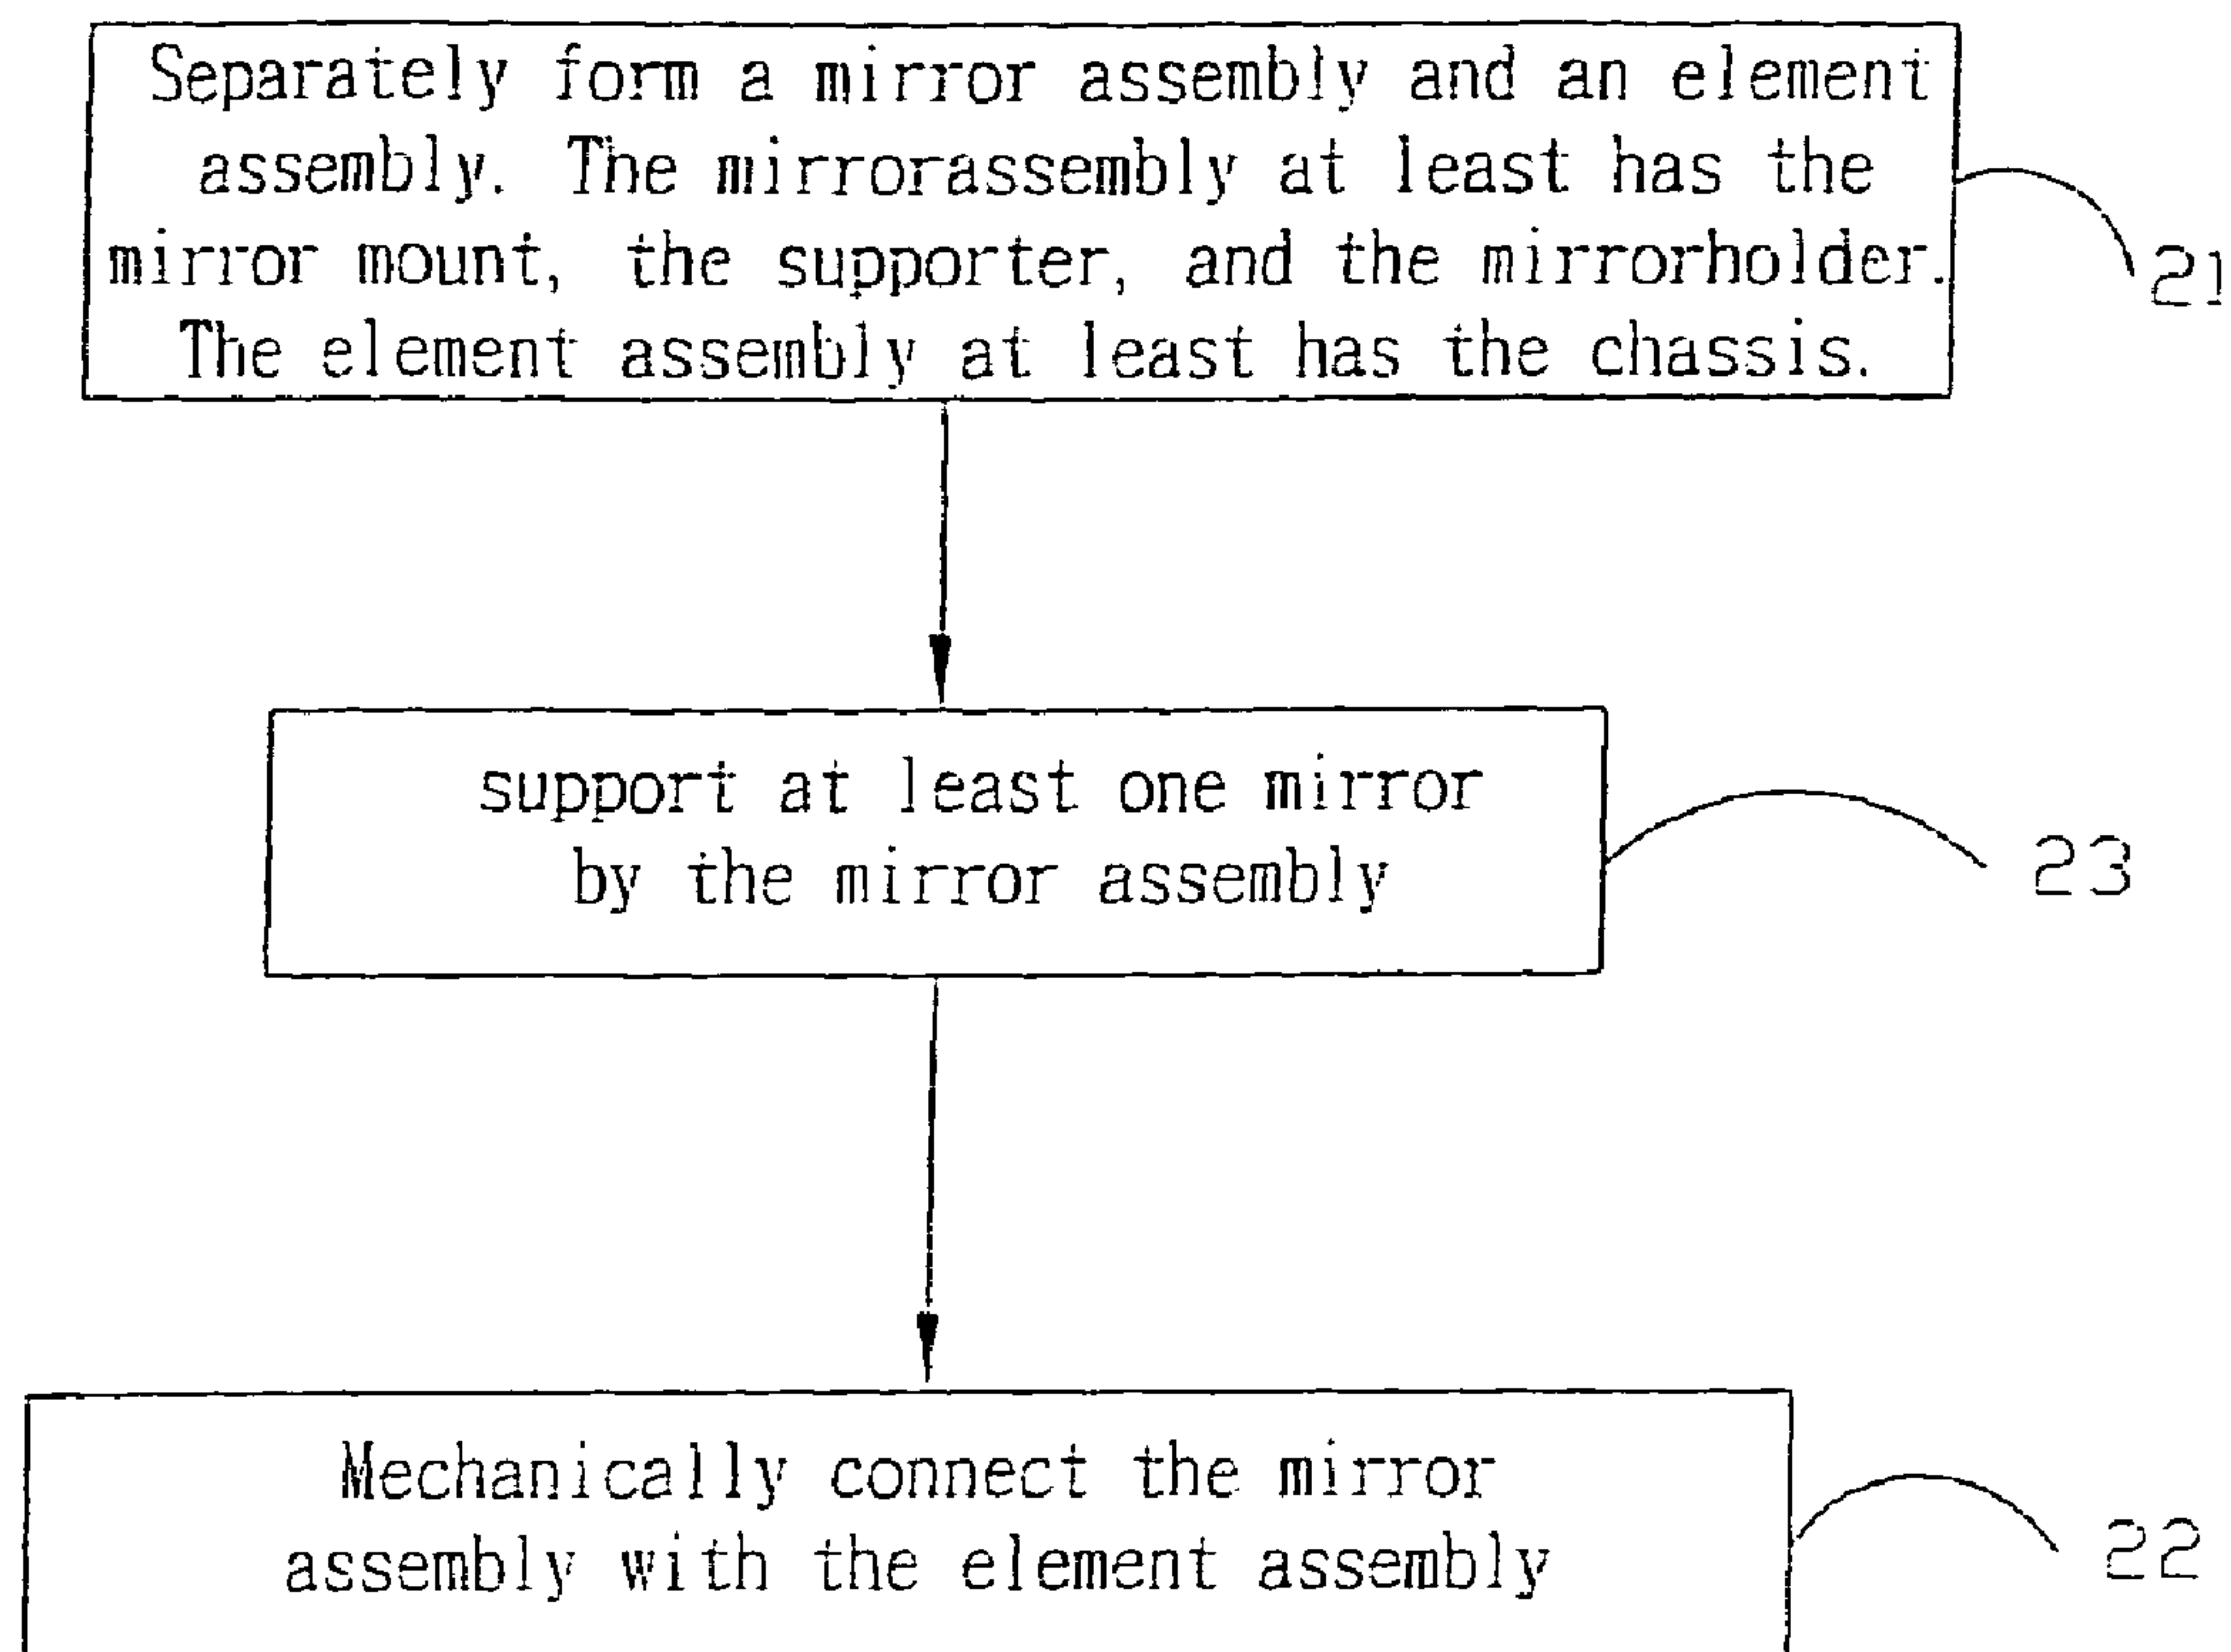 Separately form a mirror assembly and an element
assembly. The mirrorassembly at least has the
mirror mount, the supporter, and the mirrorholder.
The element assembly at least has the chassis.
21
support at least one mirror
by the mirror assembly
23
Mechanically connect the mirror
assembly with the element assembly
22